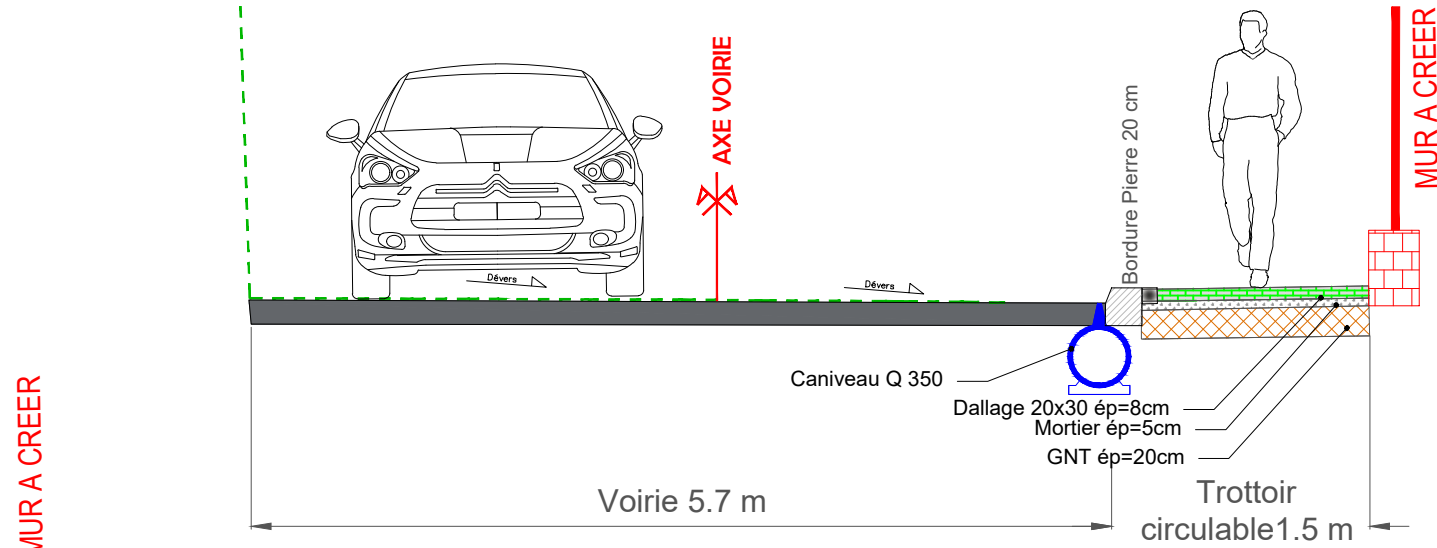 AXE VOIRIE
Bordure Pierre 20 cm
MUR A CREER
Dévers
Dévers
Caniveau Q 350
Dallage 20x30 ép=8cm
Mortier ép=5cm
GNT ép=20cm
MUR A CREER
Voirie 5.7 m
Trottoir
circulable1.5 m